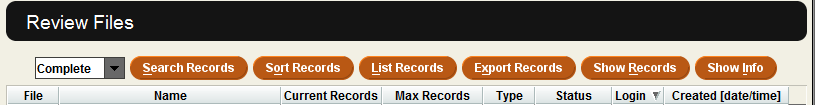 Review Files
Complete Search Records Sort Records List Records Export Records Show Records Show Info
File Name Current Records Max Records Type Status Login Created [date/time]